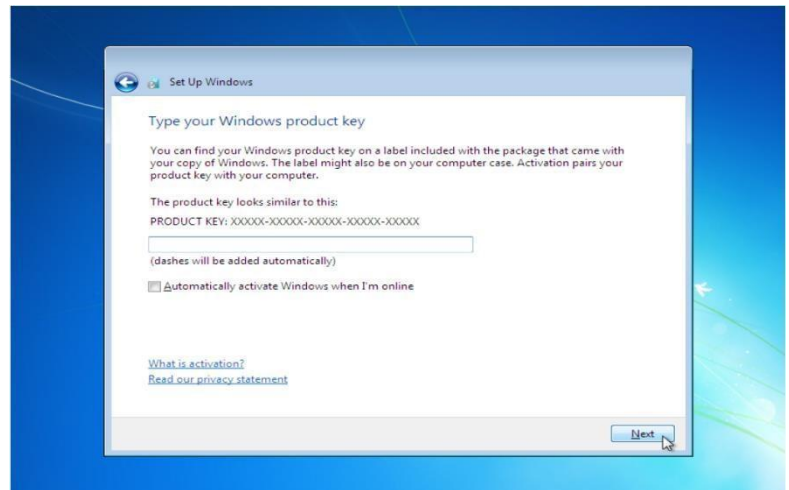 Set Up Windows
Type your Windows product key
You can find your Windows product key on a label included with the package that came with
your copy of Windows. The label might also be on your computer case. Activation pairs your
product key with your computer.
The product key looks similar to this:
PRODUCT KEY: XXXXX-XXXXX-XXXXX-XXXXX-XXXXX
(dashes will be added automatically)
Automatically activate Windows when I'm online
What is activation?
Read our privacy statement
Next